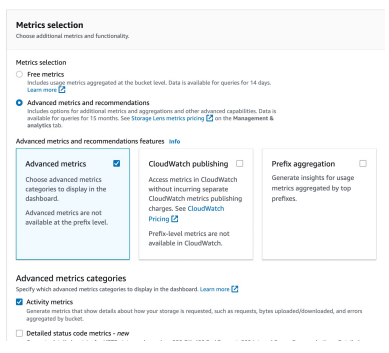 Metrics selection
Choose additional metrics and functionality.
Metrics selection
Free metrics
Includes usage metrics aggregated at the bucket level. Data is available for queries for 14 days.
Learn more
Advanced metrics and recommendations
Includes options for additional metrics and aggregations and other advanced capabilities. Data is
available for queries for 15 months. See Storage Lens metrics pricing on the Management &
analytics tab.
Advanced metrics and recommendations features Info
Advanced metrics
Choose advanced metrics
categories to display in the
dashboard.
Advanced metrics are not
available at the prefix level.
CloudWatch publishing
Access metrics in CloudWatch
without incurring separate
CloudWatch metrics publishing
charges. See CloudWatch
Pricing
Prefix-level metrics are not
available in CloudWatch.
Prefix aggregation
Generate insights for usage
metrics aggregated by top
prefixes.
Advanced metrics categories
Specify which advanced metrics categories to display in the dashboard. Learn more
Activity metrics
Generate metrics that show details about how your storage is requested, such as requests, bytes uploaded/downloaded, and errors
aggregated by bucket.
Detailed status code metrics - new